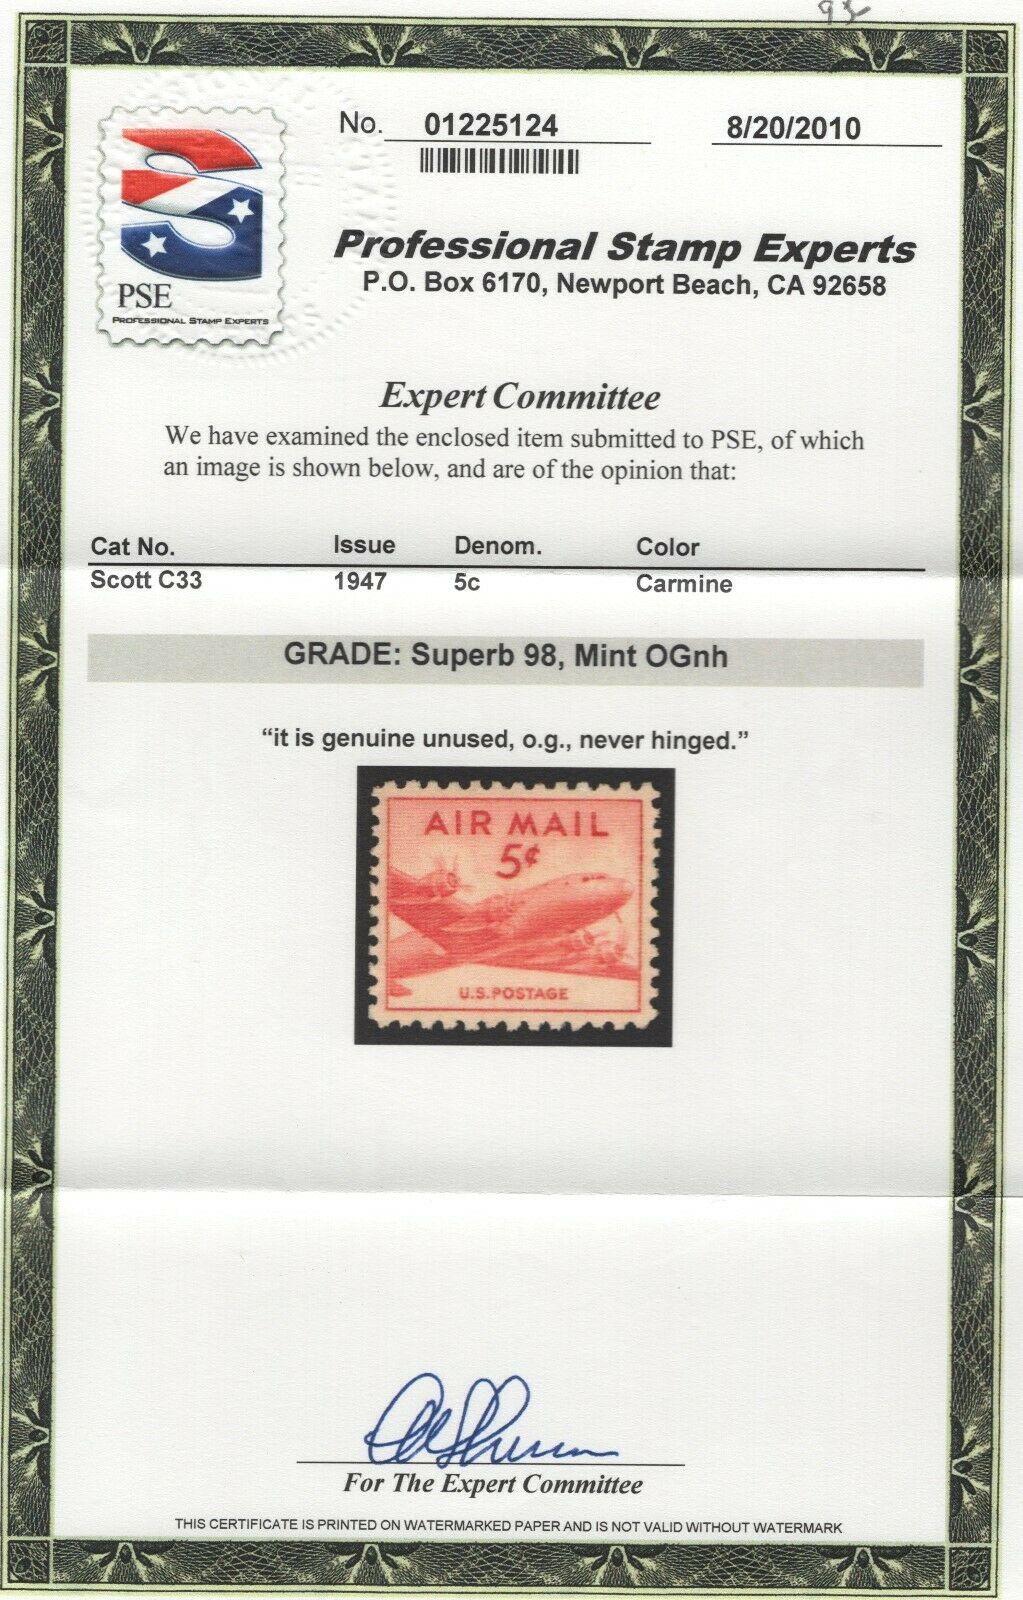 No. 01225124 8/20/2010
PSE
PROFESSIONAL STAMP EXPERTS
Professional Stamp Experts
P.O. Box 6170, Newport Beach, CA 92658
Expert Committee
We have examined the enclosed item submitted to PSE, of which
an image is shown below, and are of the opinion that:
Cat No. Issue Denom. Color
Scott C33 1947 5c Carmine
GRADE: Superb 98, Mint OGnh
“it is genuine unused, o.g., never hinged.”
AIR MAIL
5¢
U.S. POSTAGE
For The Expert Committee
THIS CERTIFICATE IS PRINTED ON WATERMARKED PAPER AND IS NOT VALID WITHOUT WATERMARK